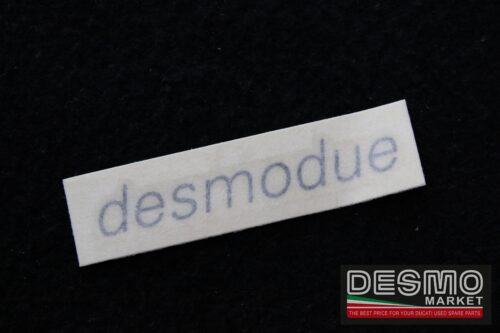 desmodue
DESMO
MARKET
THE BEST PRICE FOR YOUR DUCATI USED SPARE PARTS